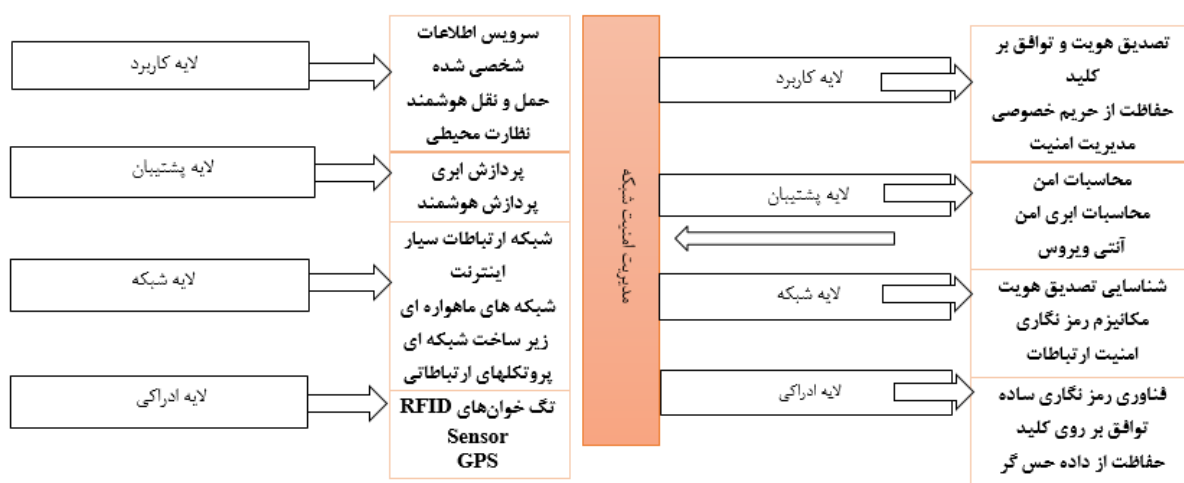 لایه کاربرد
سرویس اطلاعات
شخصی شده
حمل و نقل هوشمند
نظارت محیطی
لایه پشتیبان
پردازش ابری
پردازش هوشمند
لایه شبکه
شبکه ارتباطات سیار
اینترنت
شبکه های ماهواره ای
زیر ساخت شبکه ای
پروتکلهای ارتباطاتی
لایه ادراکی
تگ خوان‌های RFID
Sensor
GPS
مدیریت امنیت شبکه
لایه کاربرد
تصدیق هویت و توافق بر
کلید
حفاظت از حریم خصوصی
مدیریت امنیت
لایه پشتیبان
محاسبات امن
محاسبات ابری امن
آنتی ویروس
لایه شبکه
شناسایی تصدیق هویت
مکانیزم رمز نگاری
امنیت ارتباطات
لایه ادراکی
فناوری رمز نگاری ساده
توافق بر روی کلید
حفاظت از داده حس گر